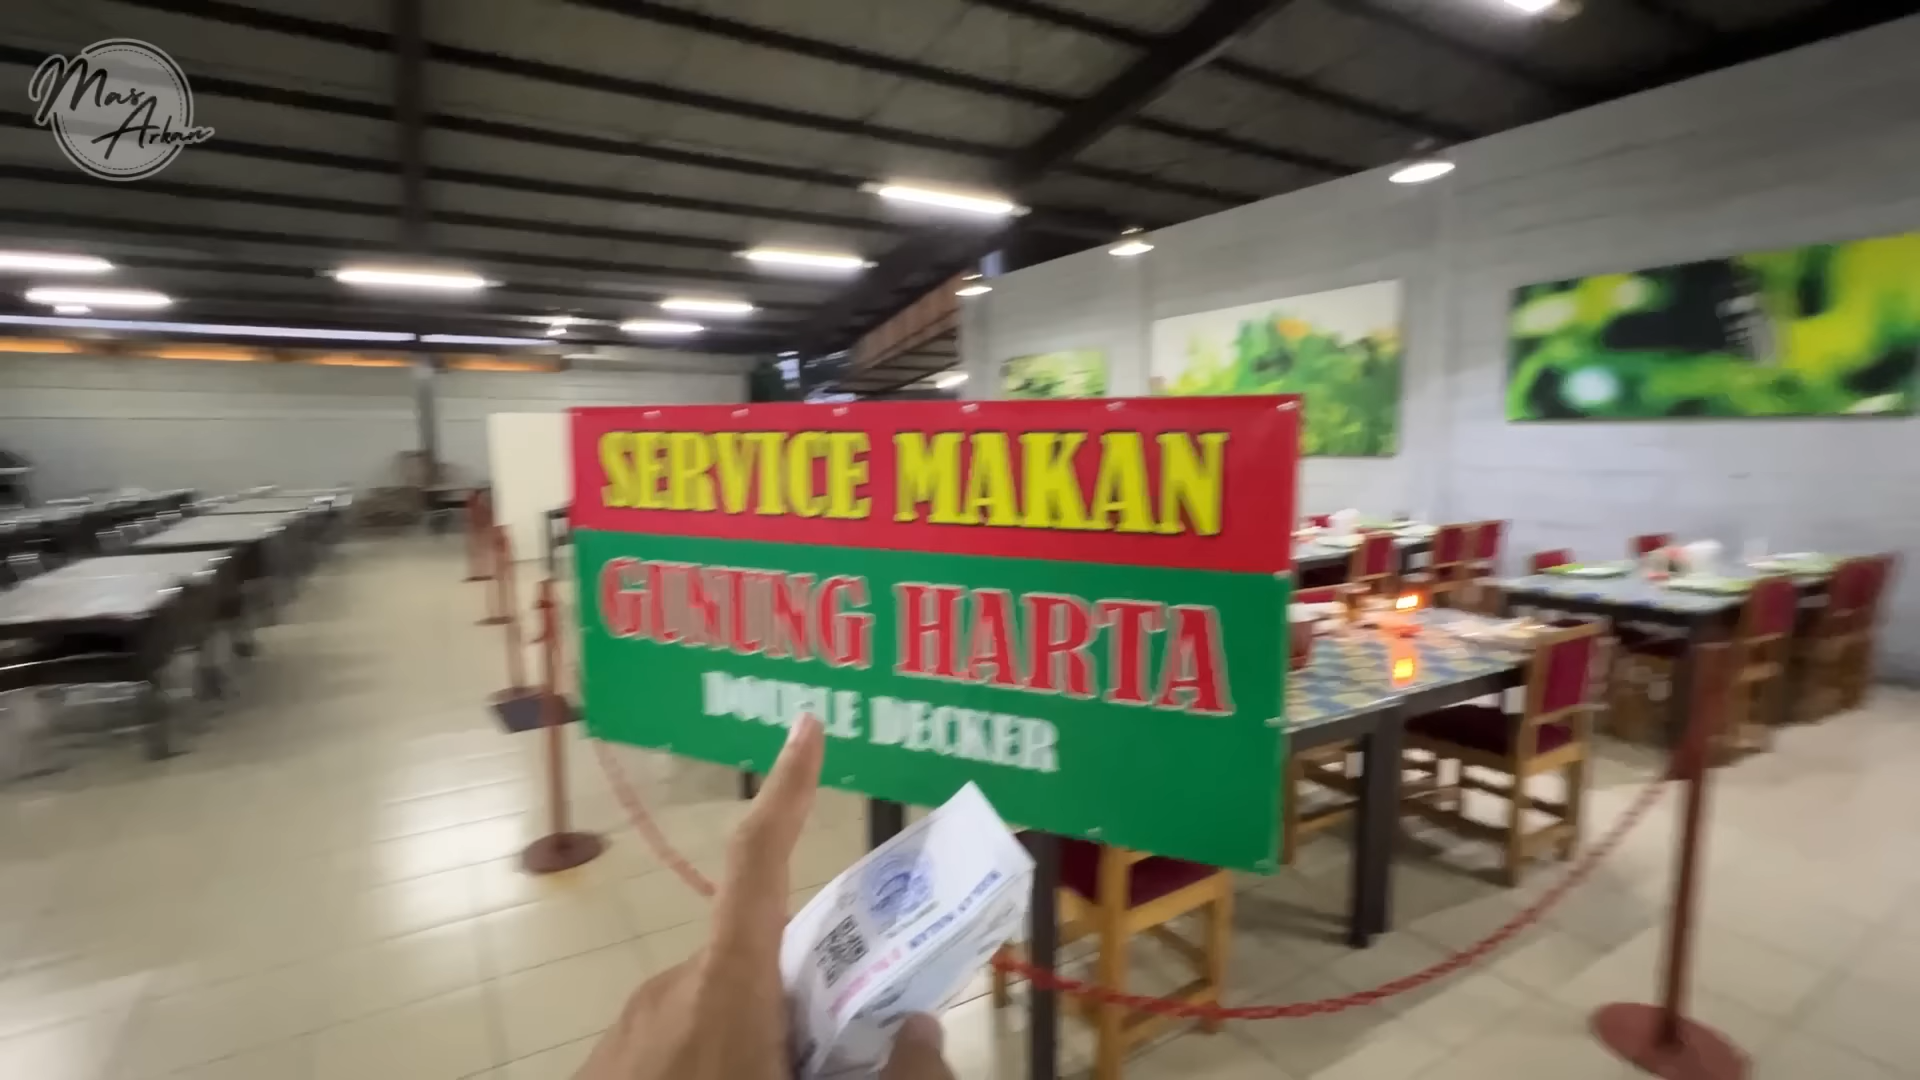 Mas
Arkan
SERVICE MAKAN
GUNUNG HARTA
DOUBLE DECKER